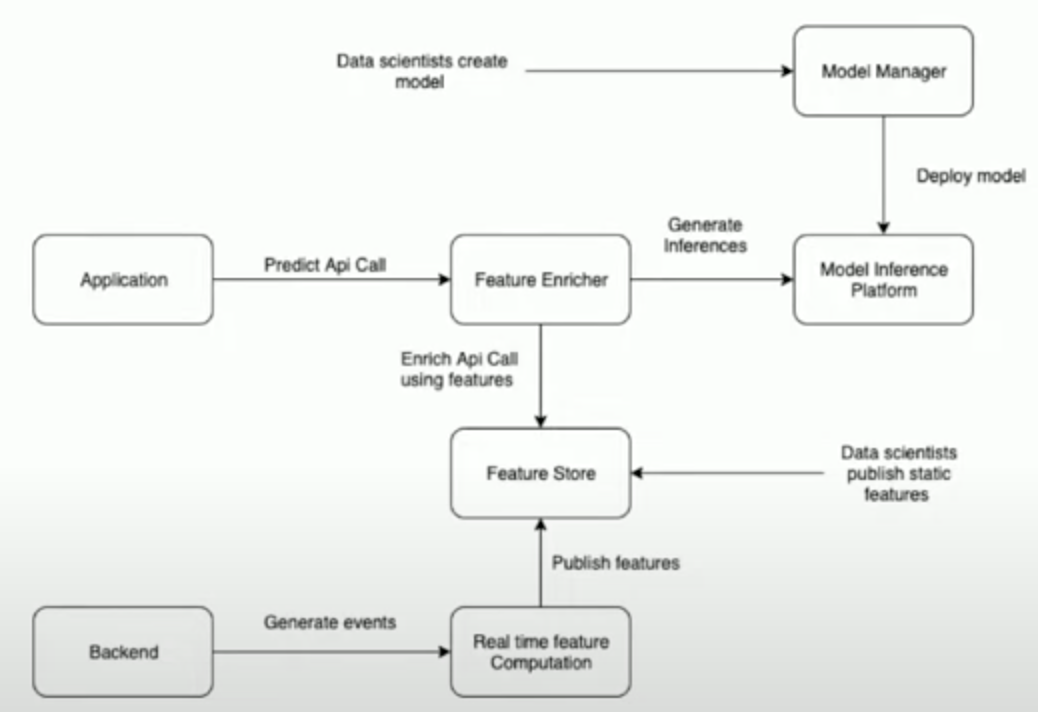 Data scientists create
model
Model Manager
Deploy model
Generate
Inferences
Application
Predict Api Call
Feature Enricher
Model Inference
Platform
Enrich Api Call
using features
Feature Store
Data scientists
publish static
features
Publish features
Backend
Generate events
Real time feature
Computation